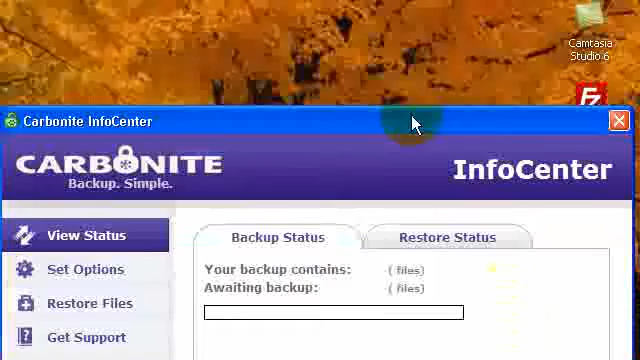 Camtasia
Studio 6
FZ
Carbonite InfoCenter
CARBONITE
Backup. Simple.
InfoCenter
View Status
Backup Status
Restore Status
Set Options
Your backup contains: ( files)
Awaiting backup: ( files)
Restore Files
Get Support